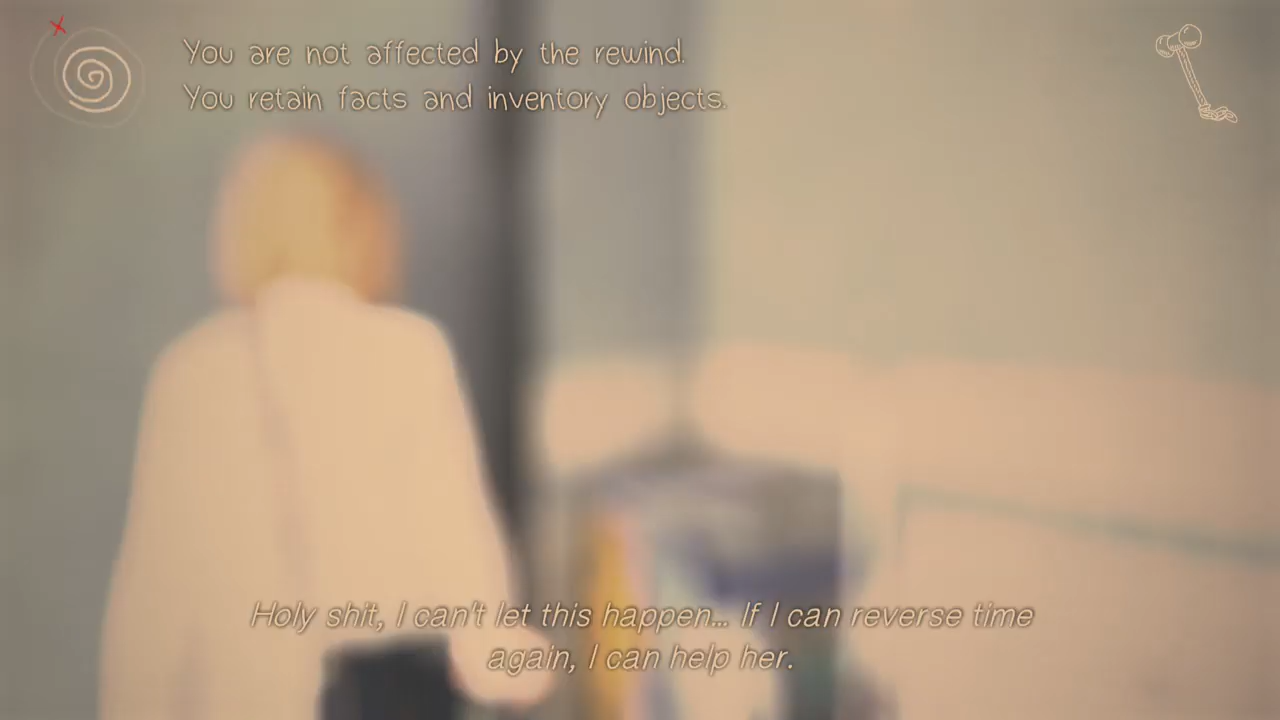 You are not affected by the rewind.
You retain facts and inventory objects.
Holy shit, I can't let this happen... If I can reverse time
again, I can help her.